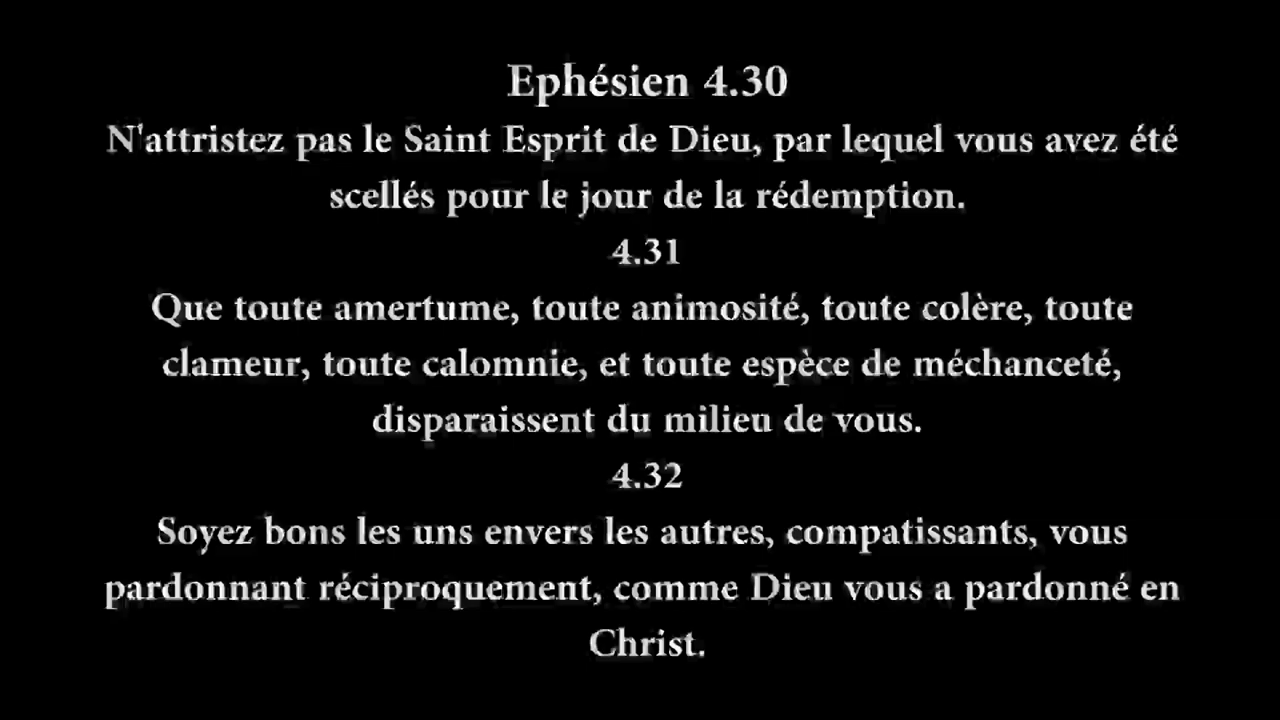 Ephésien 4.30
N'attristez pas le Saint Esprit de Dieu, par lequel vous avez été
scellés pour le jour de la rédemption.
4.31
Que toute amertume, toute animosité, toute colère, toute
clameur, toute calomnie, et toute espèce de méchanceté,
disparaissent du milieu de vous.
4.32
Soyez bons les uns envers les autres, compatissants, vous
pardonnant réciproquement, comme Dieu vous a pardonné en
Christ.